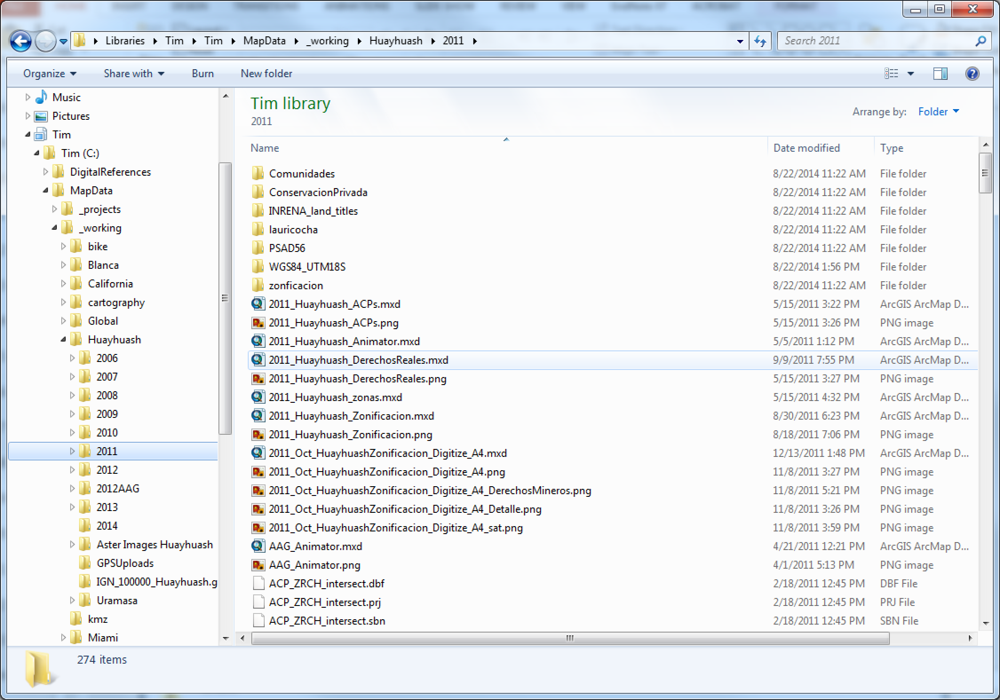 Libraries Tim Tim MapData _working Huayhuash 2011
Search 2011
Organize Share with Burn New folder
Music
Pictures
Tim
Tim (C:)
DigitalReferences
MapData
_projects
_working
bike
Blanca
California
cartography
Global
Huayhuash
2006
2007
2008
2009
2010
2011
2012
2012AAG
2013
2014
Aster Images Huayhuash
GPSUploads
IGN_100000_Huayhuash.g
Uramasa
kmz
Miami
Tim library
2011
Arrange by: Folder
Name Date modified Type
Comunidades 8/22/2014 11:22 AM File folder
ConservacionPrivada 8/22/2014 11:22 AM File folder
INRENA_land_titles 8/22/2014 11:22 AM File folder
lauricocha 8/22/2014 11:22 AM File folder
PSAD56 8/22/2014 11:22 AM File folder
WGS84_UTM18S 8/22/2014 1:56 PM File folder
zonficacion 8/22/2014 11:22 AM File folder
2011_Huayhuash_ACPs.mxd 5/15/2011 3:22 PM ArcGIS ArcMap D...
2011_Huayhuash_ACPs.png 5/15/2011 3:26 PM PNG image
2011_Huayhuash_Animator.mxd 5/5/2011 1:12 PM ArcGIS ArcMap D...
2011_Huayhuash_DerechosReales.mxd 9/9/2011 7:55 PM ArcGIS ArcMap D...
2011_Huayhuash_DerechosReales.png 5/15/2011 3:27 PM PNG image
2011_Huayhuash_zonas.mxd 5/15/2011 4:32 PM ArcGIS ArcMap D...
2011_Huayhuash_Zonificacion.mxd 8/30/2011 6:23 PM ArcGIS ArcMap D...
2011_Huayhuash_Zonificacion.png 8/18/2011 7:06 PM PNG image
2011_Oct_HuayhuashZonificacion_Digitize_A4.mxd 12/13/2011 1:48 PM ArcGIS ArcMap D...
2011_Oct_HuayhuashZonificacion_Digitize_A4.png 11/8/2011 3:27 PM PNG image
2011_Oct_HuayhuashZonificacion_Digitize_A4_DerechosMineros.png 11/8/2011 5:21 PM PNG image
2011_Oct_HuayhuashZonificacion_Digitize_A4_Detalle.png 11/8/2011 3:26 PM PNG image
2011_Oct_HuayhuashZonificacion_Digitize_A4_sat.png 11/8/2011 3:59 PM PNG image
AAG_Animator.mxd 4/21/2011 12:21 PM ArcGIS ArcMap D...
AAG_Animator.png 4/1/2011 5:13 PM PNG image
ACP_ZRCH_intersect.dbf 2/18/2011 12:45 PM DBF File
ACP_ZRCH_intersect.prj 2/18/2011 12:45 PM PRJ File
ACP_ZRCH_intersect.sbn 2/18/2011 12:45 PM SBN File
274 items